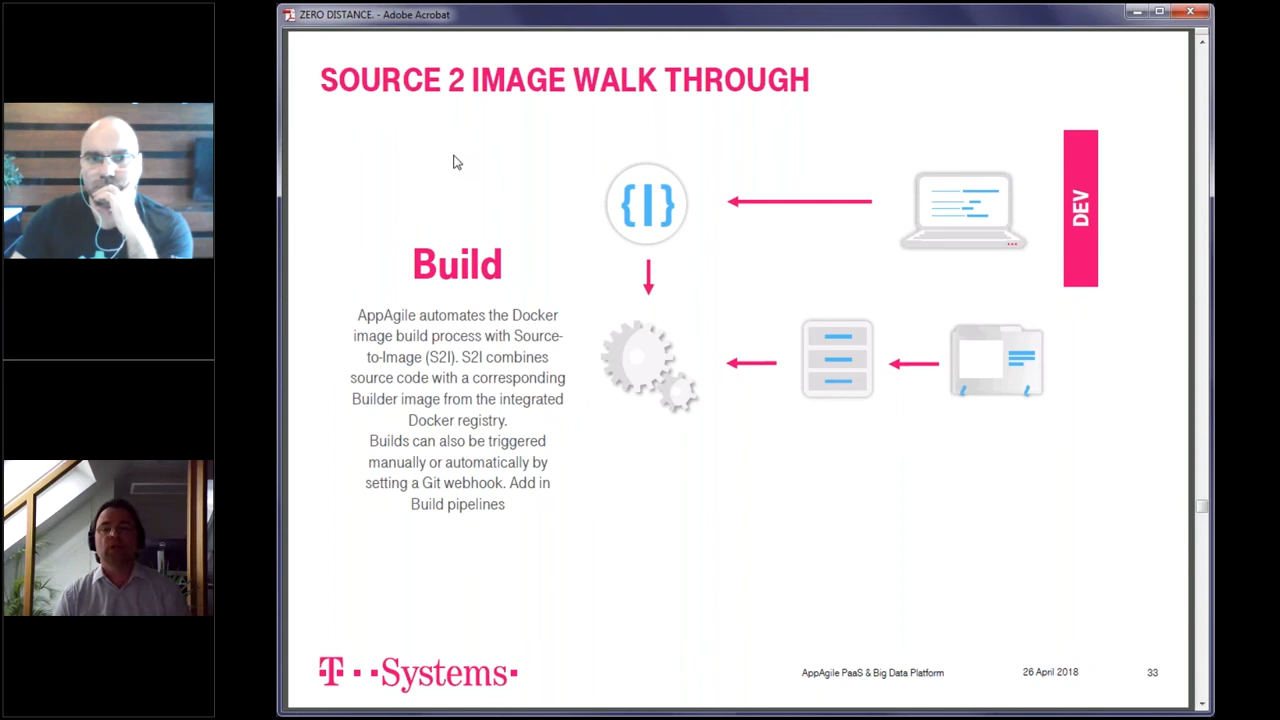 ZERO DISTANCE. - Adobe Acrobat
SOURCE 2 IMAGE WALK THROUGH
{|}
DEV
Build
AppAgile automates the Docker
image build process with Source-
to-Image (S2I). S2I combines
source code with a corresponding
Builder image from the integrated
Docker registry.
Builds can also be triggered
manually or automatically by
setting a Git webhook. Add in
Build pipelines
T · · Systems ·
AppAgile PaaS & Big Data Platform
26 April 2018
33